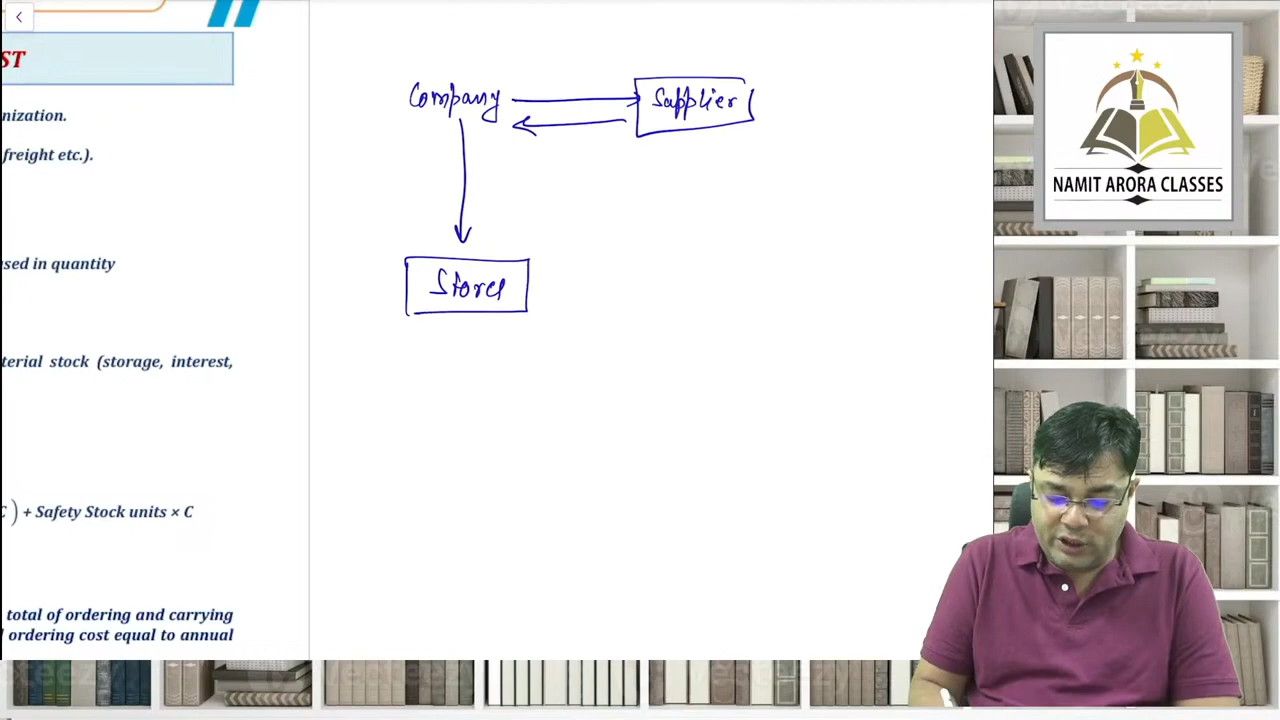 ST
nization.
freight etc.).
sed in quantity
terial stock (storage, interest,
C ) + Safety Stock units × C
total of ordering and carrying
ordering cost equal to annual
Company
Supplier
Stores
NAMIT ARORA CLASSES